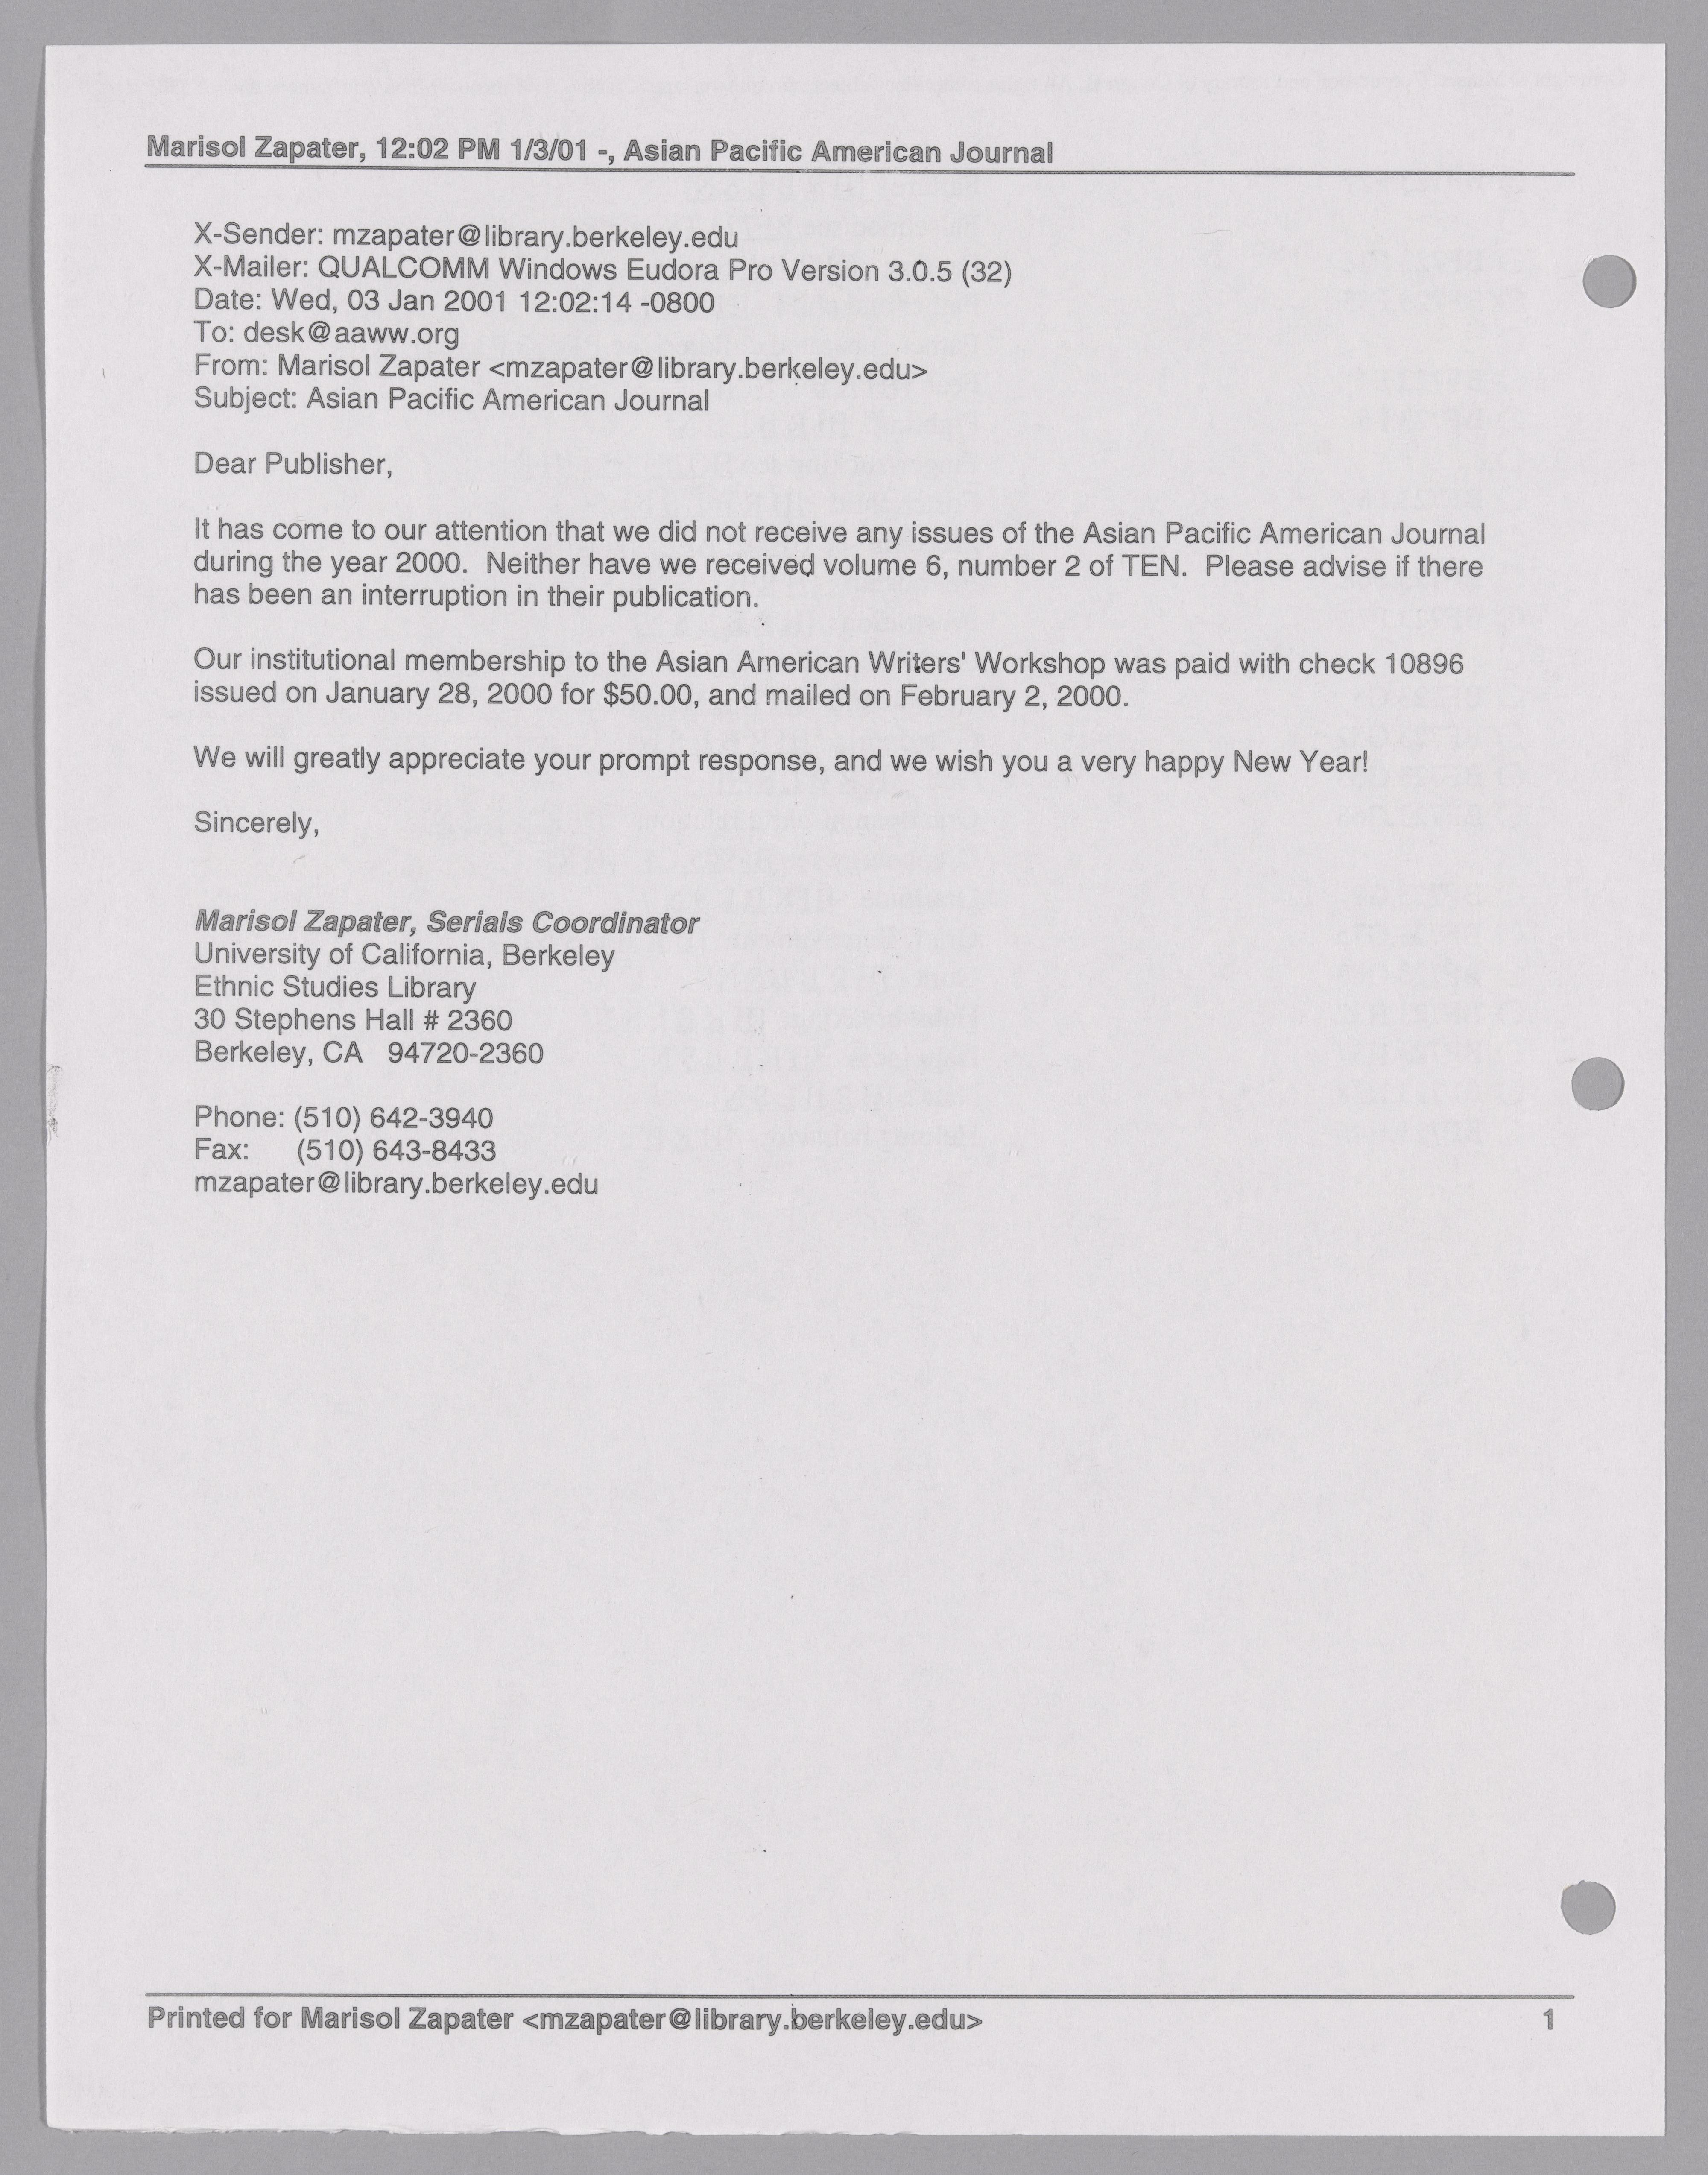 Marisol Zapater, 12:02 PM 1/3/01 -, Asian Pacific American Journal
X-Sender: mzapater@library.berkeley.edu
X-Mailer: QUALCOMM Windows Eudora Pro Version 3.0.5 (32)
Date: Wed, 03 Jan 2001 12:02:14 -0800
To: desk@aaww.org
From: Marisol Zapater <mzapater@library.berkeley.edu>
Subject: Asian Pacific American Journal
Dear Publisher,
It has come to our attention that we did not receive any issues of the Asian Pacific American Journal
during the year 2000.  Neither have we received volume 6, number 2 of TEN.  Please advise if there
has been an interruption in their publication.
Our institutional membership to the Asian American Writers' Workshop was paid with check 10896
issued on January 28, 2000 for $50.00, and mailed on February 2, 2000.
We will greatly appreciate your prompt response, and we wish you a very happy New Year!
Sincerely,
Marisol Zapater, Serials Coordinator
University of California, Berkeley
Ethnic Studies Library
30 Stephens Hall # 2360
Berkeley, CA   94720-2360
Phone: (510) 642-3940
Fax:      (510) 643-8433
mzapater@library.berkeley.edu
Printed for Marisol Zapater <mzapater@library.berkeley.edu> 1